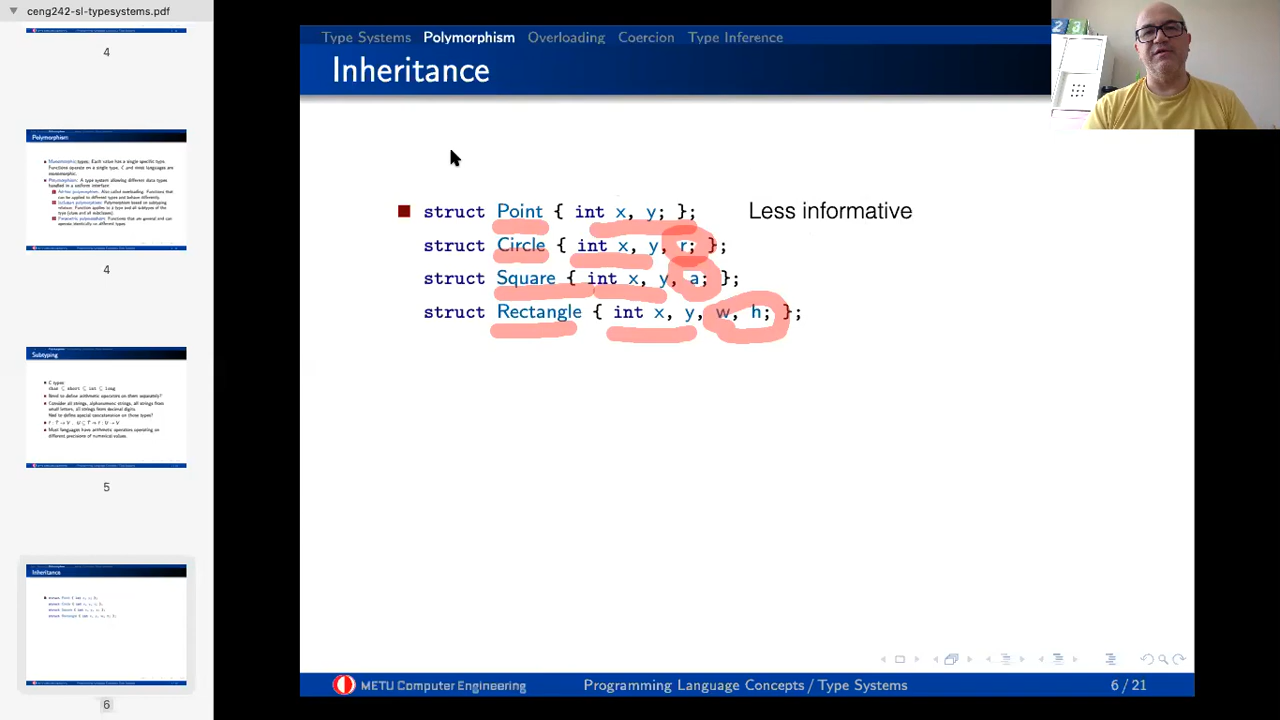 ceng242-sl-typesystems.pdf
4
Polymorphism
4
Subtyping
5
Inheritance
6
Type Systems Polymorphism Overloading Coercion Type Inference
Inheritance
struct Point { int x, y; }; Less informative
struct Circle { int x, y, r; };
struct Square { int x, y, a; };
struct Rectangle { int x, y, w, h; };
METU Computer Engineering Programming Language Concepts / Type Systems 6 / 21